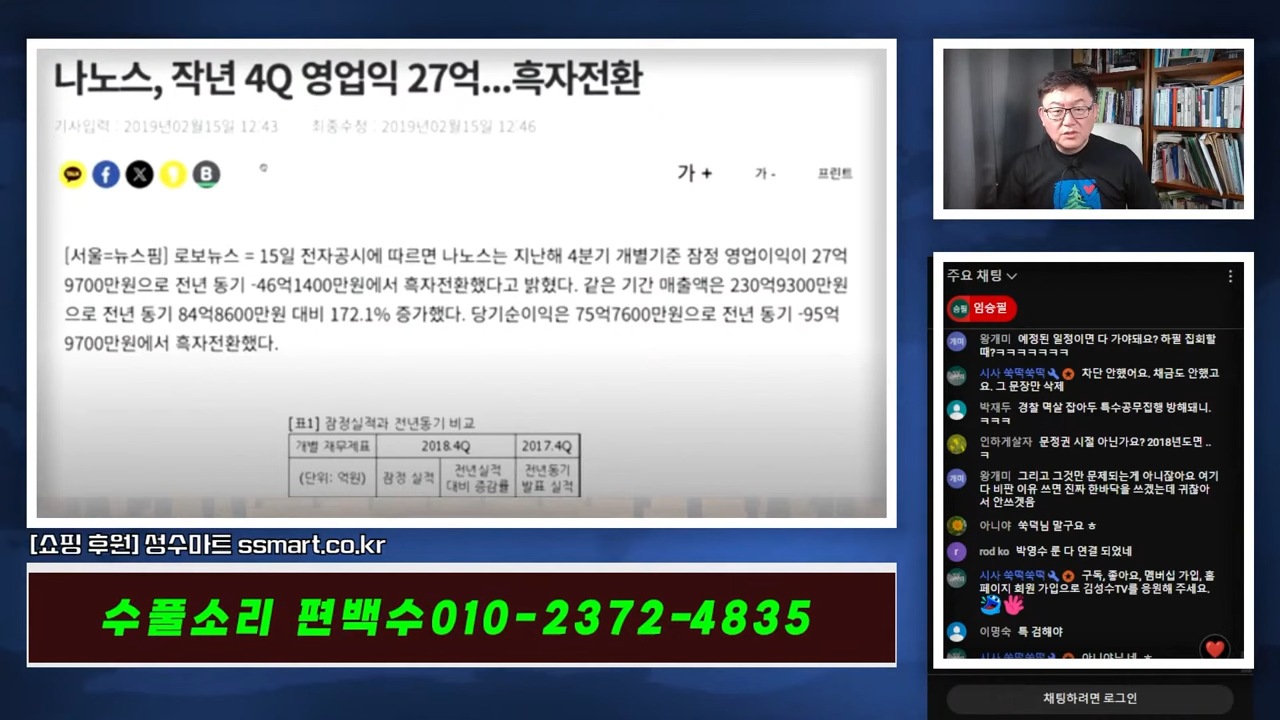 나노스, 작년 4Q 영업익 27억...흑자전환
기사입력 : 2019년02월15일 12:43 최종수정 : 2019년02월15일 12:46
가 + 가 - 프린트
[서울=뉴스핌] 로보뉴스 = 15일 전자공시에 따르면 나노스는 지난해 4분기 개별기준 잠정 영업이익이 27억
9700만원으로 전년 동기 -46억1400만원에서 흑자전환했다고 밝혔다. 같은 기간 매출액은 230억9300만원
으로 전년 동기 84억8600만원 대비 172.1% 증가했다. 당기순이익은 75억7600만원으로 전년 동기 -95억
9700만원에서 흑자전환했다.
[표1] 잠정실적과 전년동기 비교
개별 재무제표 2018.4Q 2017.4Q
(단위: 억원) 잠정 실적 전년실적 대비 증감률 전년동기 발표 실적
[쇼핑 후원] 성수마트 ssmart.co.kr
수풀소리 편백수010-2372-4835
주요 채팅
승필 임승필
개미 왕개미 예정된 일정이면 다 가야돼요? 하필 집회할
때?ㅋㅋㅋㅋㅋㅋㅋ
시사 쑥떡쑥떡 차단 안했어요. 채금도 안했고
요. 그 문장만 삭제
박재두 경찰 멱살 잡아두 특수공무집행 방해돼니.
ㅋㅋㅋ
인하게살자 문정권 시절 아닌가요? 2018년도면 ..
ㅋ
개미 왕개미 그리고 그것만 문제되는게 아니잖아요 여기
다 비판 이유 쓰면 진짜 한바닥을 쓰겠는데 귀찮아
서 안쓰겟음
아니야 쑥덕님 말구요 ㅎ
r rod ko 박영수 룬 다 연결 되었네
시사 쑥떡쑥떡 구독, 좋아요, 멤버십 가입, 홈
페이지 회원 가입으로 김성수TV를 응원해 주세요.
이명숙 특 검해야
시사 쑥떡쑥떡 아니야님 네 ㅎ
채팅하려면 로그인